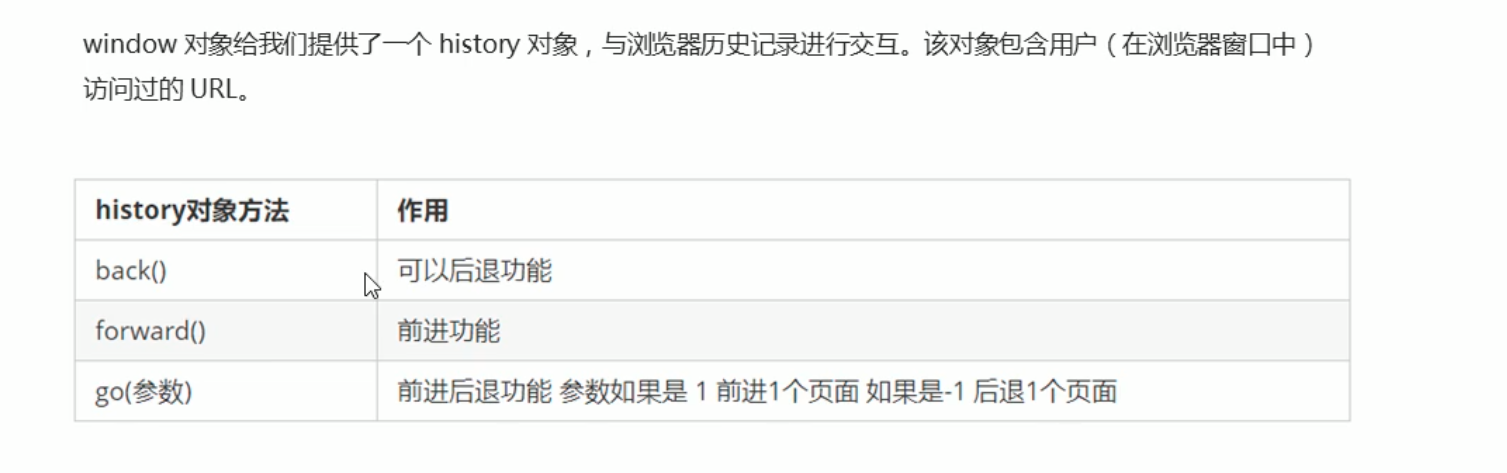 window 对象给我们提供了一个 history 对象，与浏览器历史记录进行交互。该对象包含用户（在浏览器窗口中）
访问过的 URL。
history对象方法 作用
back() 可以后退功能
forward() 前进功能
go(参数) 前进后退功能 参数如果是 1 前进1个页面 如果是-1 后退1个页面